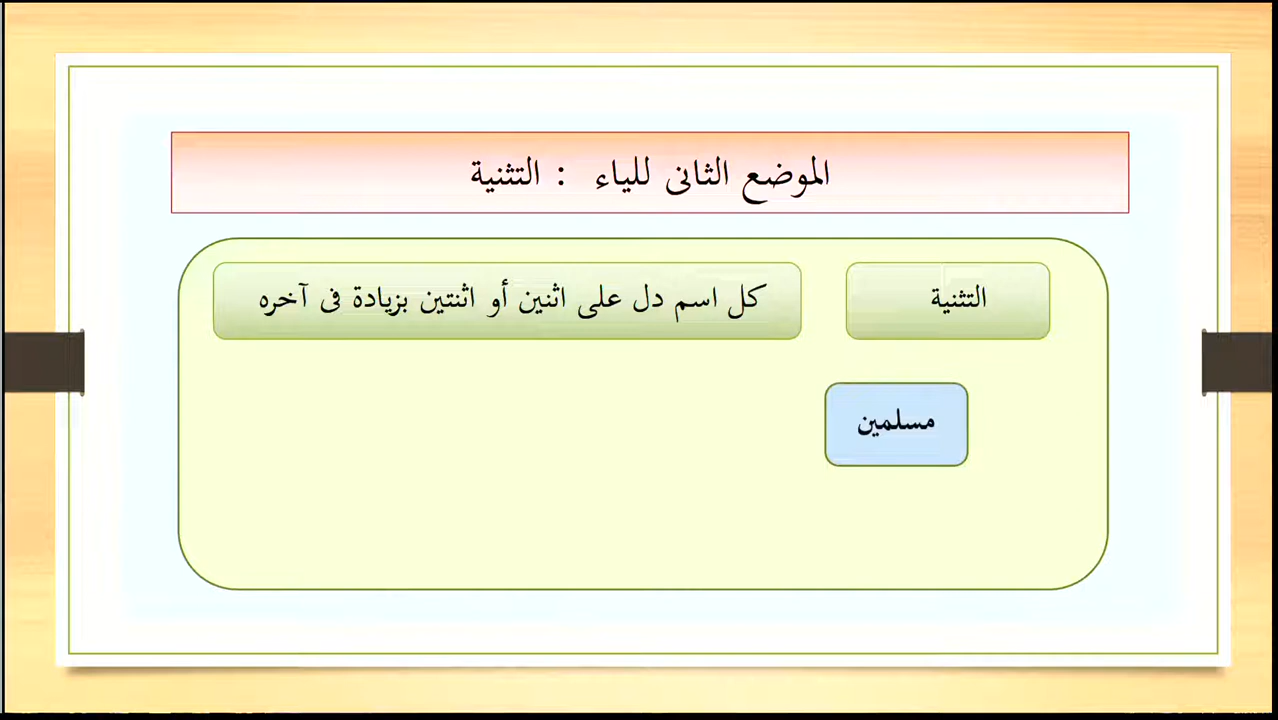 الموضع الثانى للياء : التثنية
التثنية
كل اسم دل على اثنين أو اثنتين بزيادة فى آخره
مسلمين